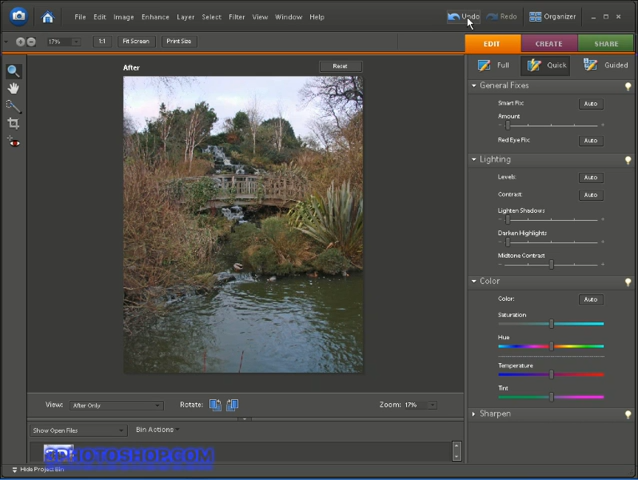 File Edit Image Enhance Layer Select Filter View Window Help Undo Redo Organizer
17% 1:1 Fit Screen Print Size EDIT CREATE SHARE
After Reset
Full Quick Guided
General Fixes
Smart Fix: Auto
Amount
Red Eye Fix: Auto
Lighting
Levels: Auto
Contrast: Auto
Lighten Shadows
Darken Highlights
Midtone Contrast
Color
Color: Auto
Saturation
Hue
Temperature
Tint
View: After Only Rotate: Zoom: 17%
Sharpen
Show Open Files Bin Actions
3PHOTOSHOP.COM
Hide Project Bin